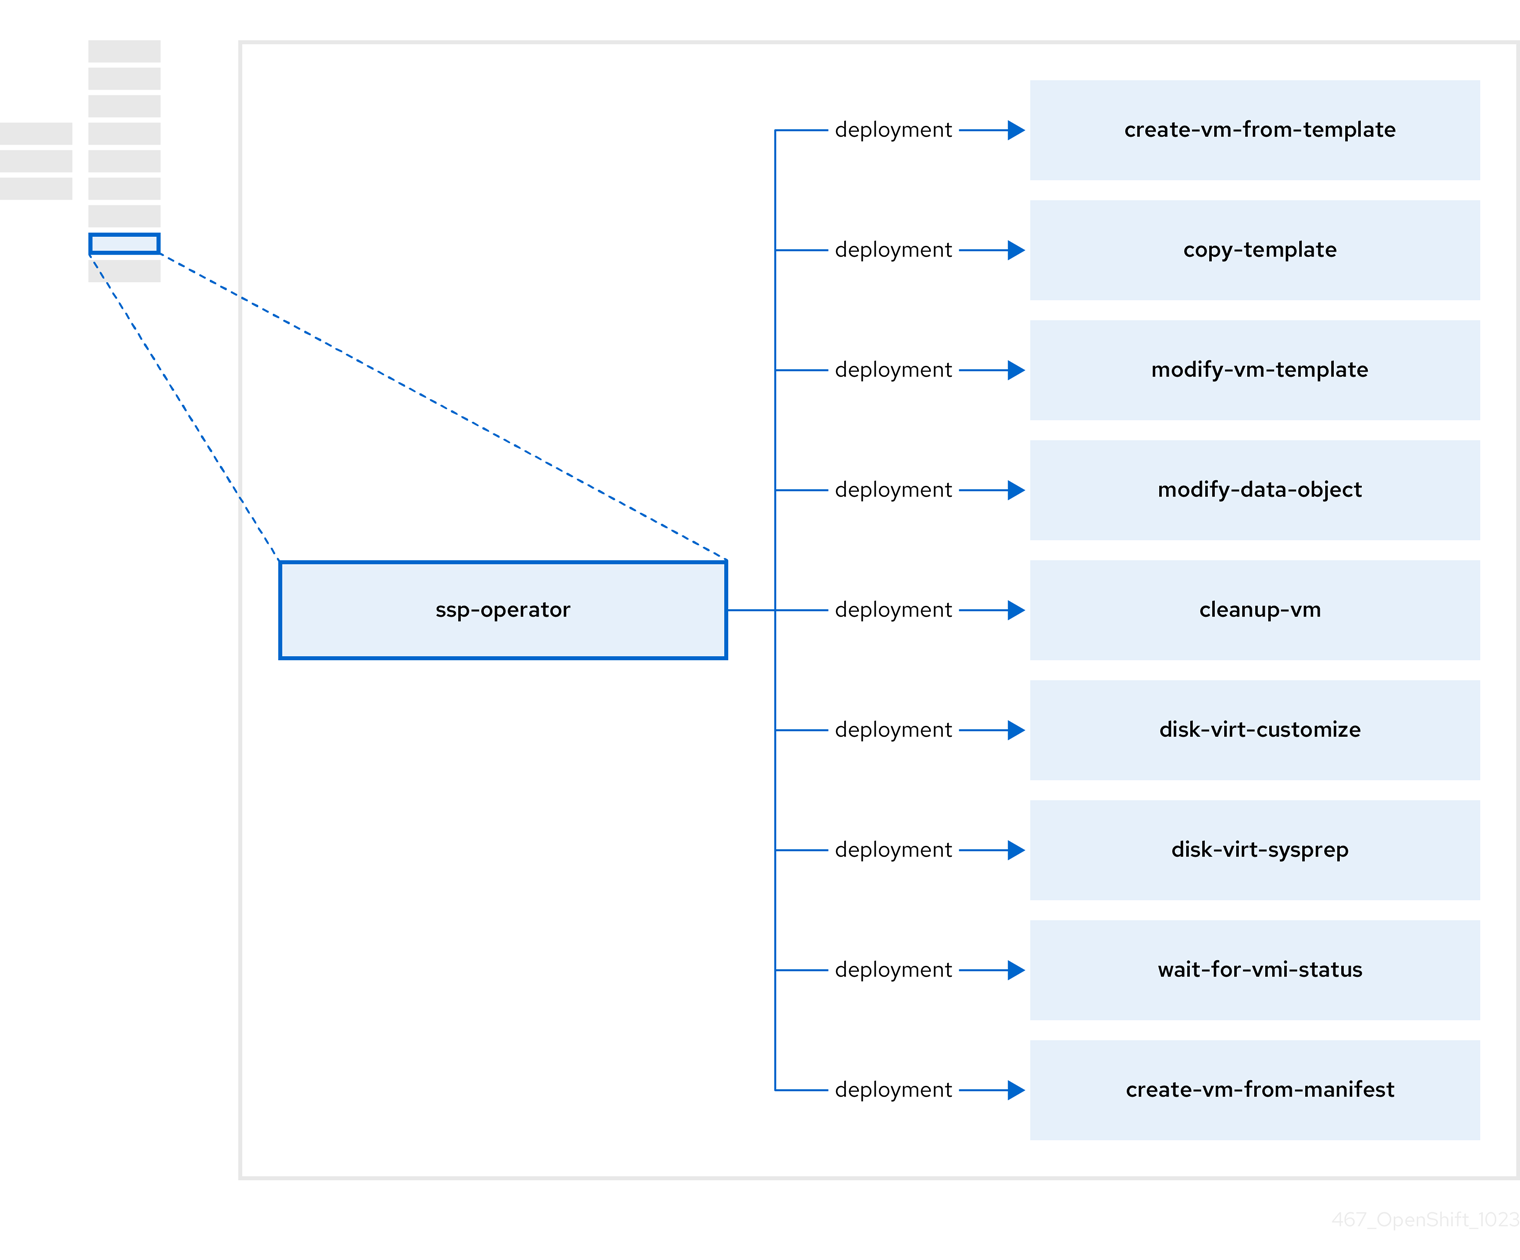 deployment
create-vm-from-template
deployment
copy-template
deployment
modify-vm-template
deployment
modify-data-object
ssp-operator
deployment
cleanup-vm
deployment
disk-virt-customize
deployment
disk-virt-sysprep
deployment
wait-for-vmi-status
deployment
create-vm-from-manifest
467_OpenShift_1023